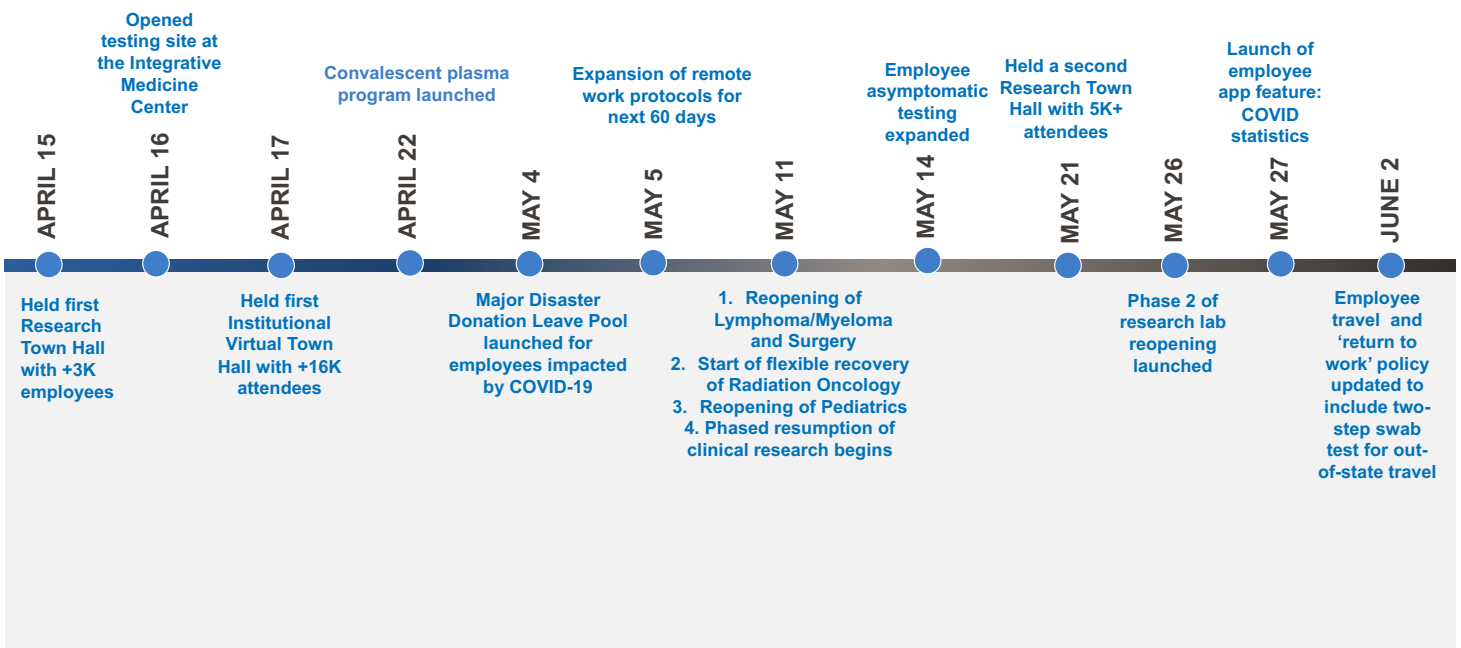 Opened
testing site at
the Integrative
Medicine
Center
Convalescent plasma
program launched
Expansion of remote
work protocols for
next 60 days
Employee
asymptomatic
testing
expanded
Held a second
Research Town
Hall with 5K+
attendees
Launch of
employee
app feature:
COVID
statistics
APRIL 15
APRIL 16
APRIL 17
APRIL 22
MAY 4
MAY 5
MAY 11
MAY 14
MAY 21
MAY 26
MAY 27
JUNE 2
Held first
Research
Town Hall
with +3K
employees
Held first
Institutional
Virtual Town
Hall with +16K
attendees
Major Disaster
Donation Leave Pool
launched for
employees impacted
by COVID-19
1. Reopening of
Lymphoma/Myeloma
and Surgery
2. Start of flexible recovery
of Radiation Oncology
3. Reopening of Pediatrics
4. Phased resumption of
clinical research begins
Phase 2 of
research lab
reopening
launched
Employee
travel and
‘return to
work’ policy
updated to
include two-
step swab
test for out-
of-state travel